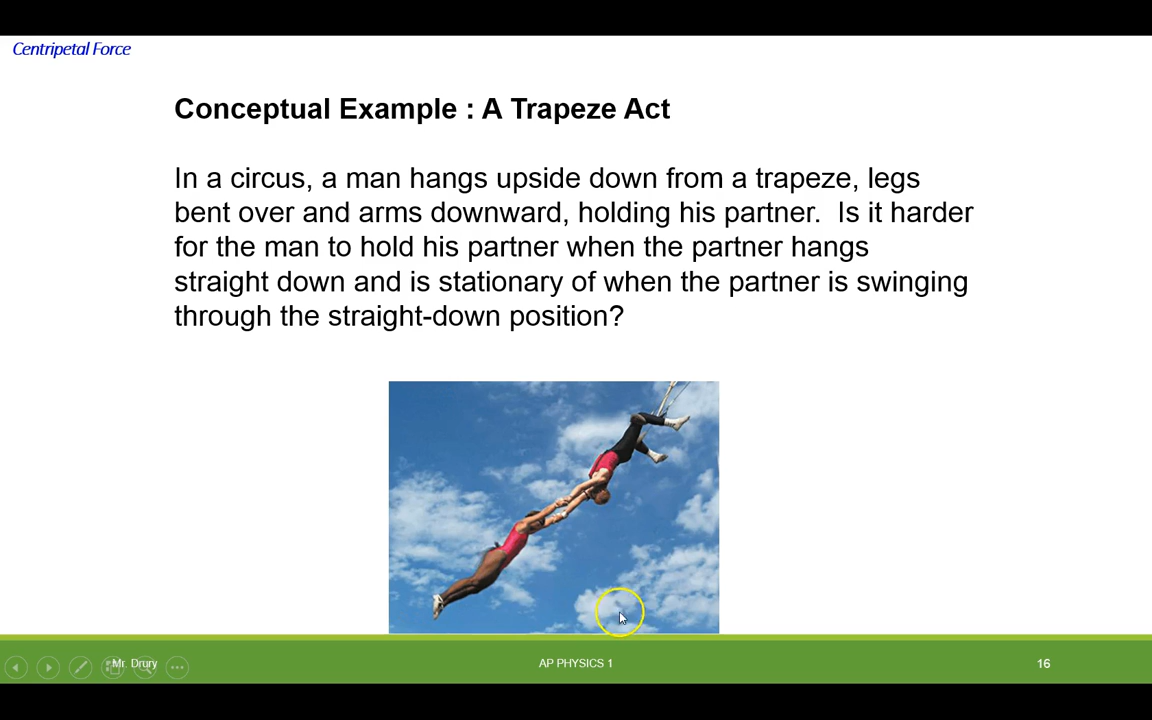 Centripetal Force
Conceptual Example : A Trapeze Act
In a circus, a man hangs upside down from a trapeze, legs
bent over and arms downward, holding his partner.  Is it harder
for the man to hold his partner when the partner hangs
straight down and is stationary of when the partner is swinging
through the straight-down position?
Mr. Drury
AP PHYSICS 1
16